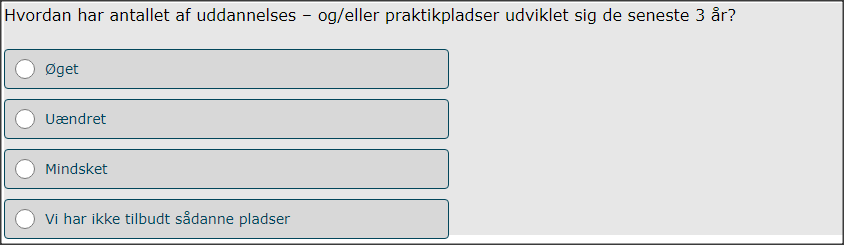 Hvordan har antallet af uddannelses – og/eller praktikpladser udviklet sig de seneste 3 år?
Øget
Uændret
Mindsket
Vi har ikke tilbudt sådanne pladser